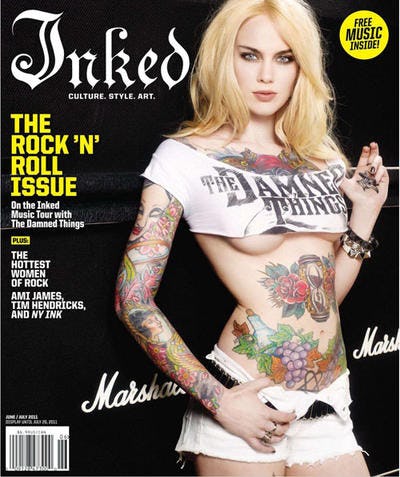 Inked
CULTURE. STYLE. ART.
FREE
MUSIC
INSIDE!
THE
ROCK 'N'
ROLL
ISSUE
On the Inked
Music Tour with
The Damned Things
PLUS:
THE
HOTTEST
WOMEN
OF ROCK
AMI JAMES,
TIM HENDRICKS,
AND NY INK
THE DAMNED
THINGS
Marshall
Marsh
JUNE / JULY 2011
DISPLAY UNTIL JULY 26, 2011